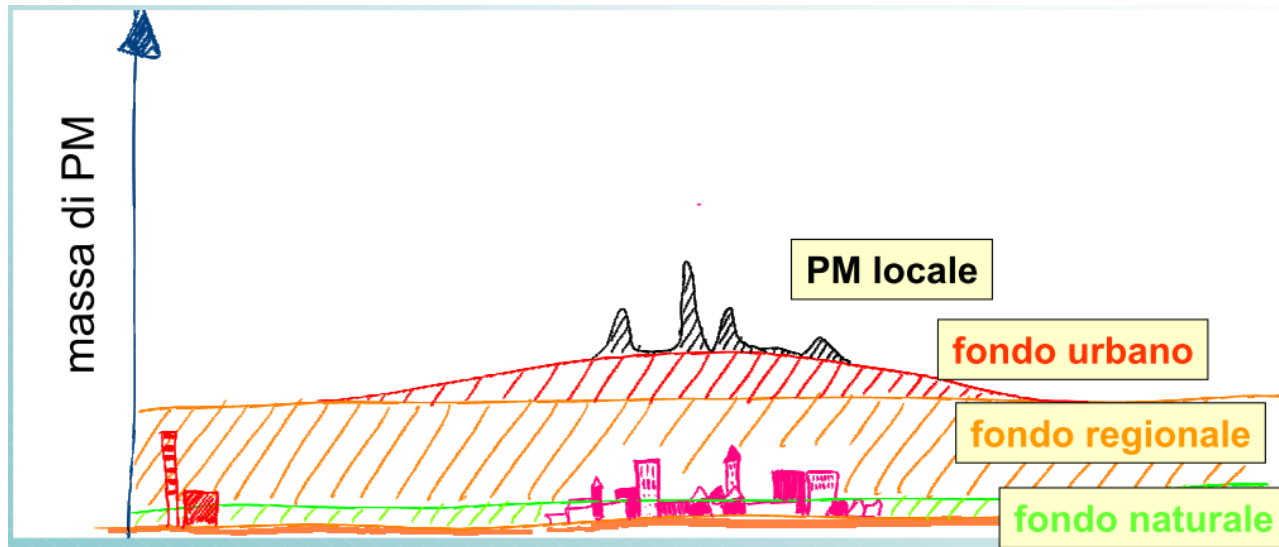 massa di PM
PM locale
fondo urbano
fondo regionale
fondo naturale